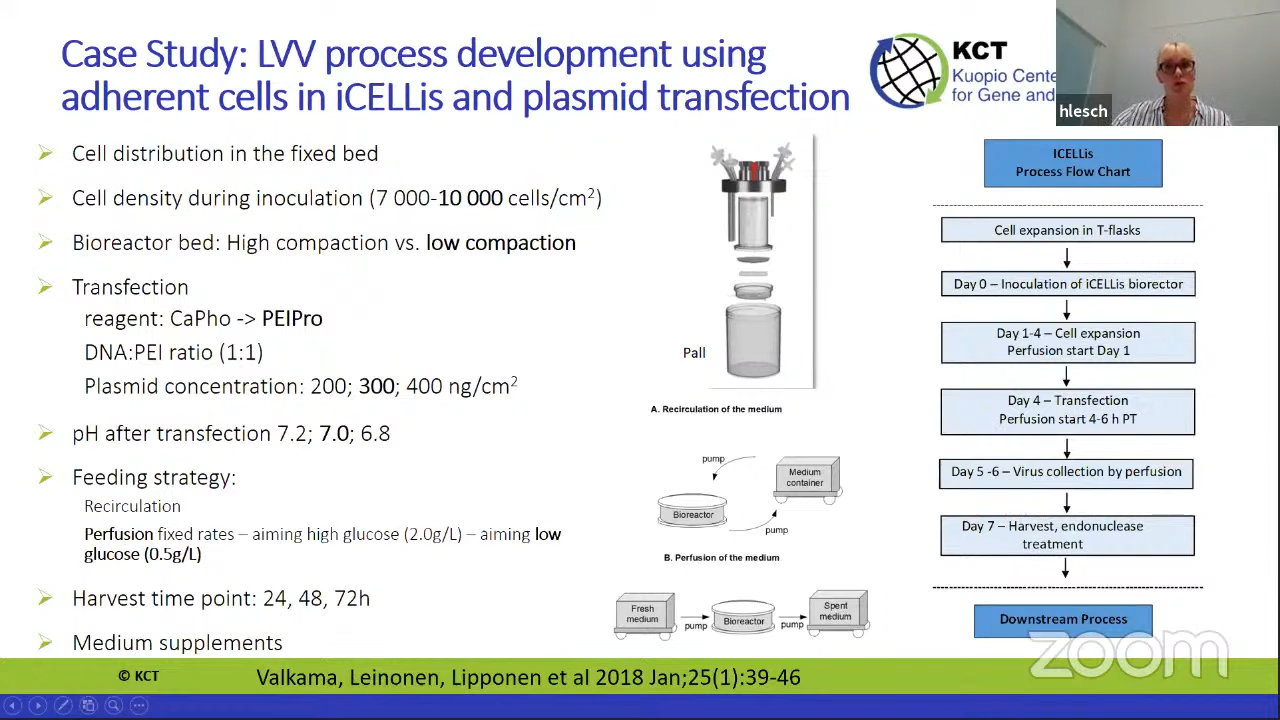 Case Study: LVV process development using
adherent cells in iCELLis and plasmid transfection
KCT
Kuopio Cente
for Gene and
hlesch
Cell distribution in the fixed bed
Cell density during inoculation (7 000-10 000 cells/cm²)
Bioreactor bed: High compaction vs. low compaction
Transfection
reagent: CaPho -> PEIPro
DNA:PEI ratio (1:1)
Plasmid concentration: 200; 300; 400 ng/cm²
pH after transfection 7.2; 7.0; 6.8
Feeding strategy:
Recirculation
Perfusion fixed rates – aiming high glucose (2.0g/L) – aiming low
glucose (0.5g/L)
Harvest time point: 24, 48, 72h
Medium supplements
Pall
A. Recirculation of the medium
pump
Medium
container
Bioreactor
pump
B. Perfusion of the medium
Fresh
medium
pump
Bioreactor
pump
Spent
medium
ICELLis
Process Flow Chart
Cell expansion in T-flasks
Day 0 – Inoculation of iCELLis biorector
Day 1-4 – Cell expansion
Perfusion start Day 1
Day 4 – Transfection
Perfusion start 4-6 h PT
Day 5 -6 – Virus collection by perfusion
Day 7 – Harvest, endonuclease
treatment
Downstream Process
zoom
© KCT
Valkama, Leinonen, Lipponen et al 2018 Jan;25(1):39-46